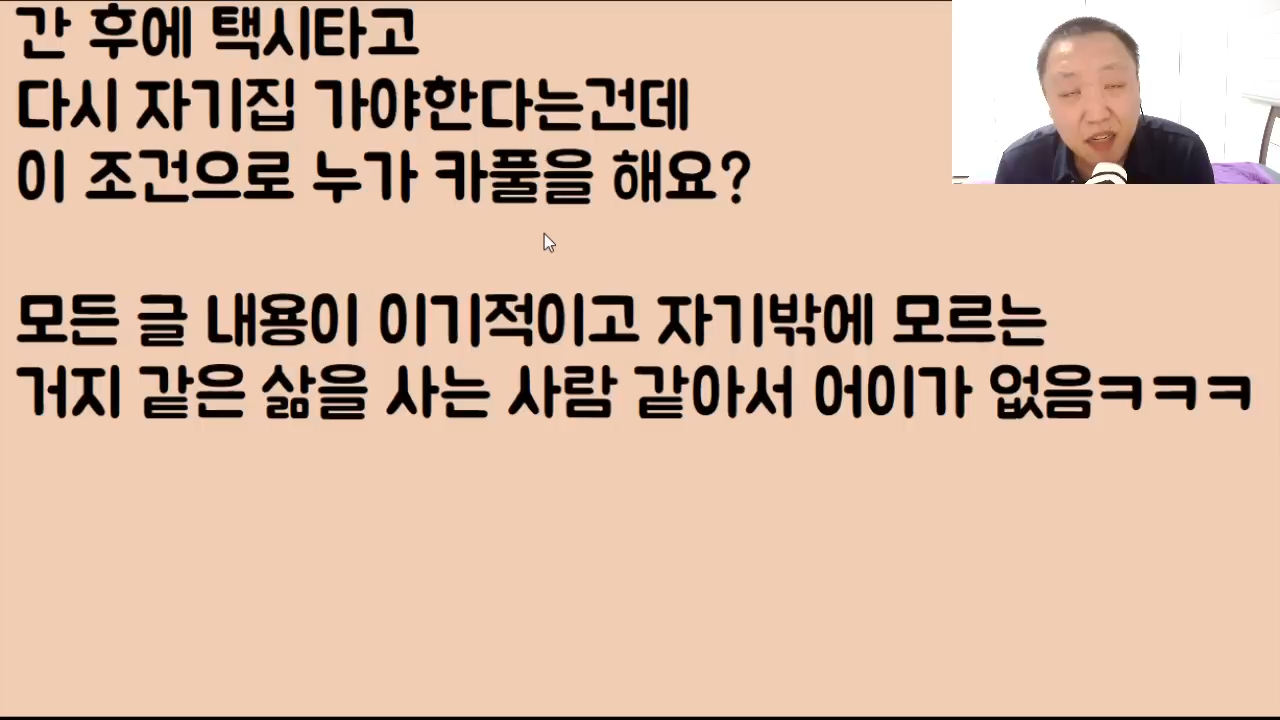 간 후에 택시타고
다시 자기집 가야한다는건데
이 조건으로 누가 카풀을 해요?
모든 글 내용이 이기적이고 자기밖에 모르는
거지 같은 삶을 사는 사람 같아서 어이가 없음ㅋㅋㅋ